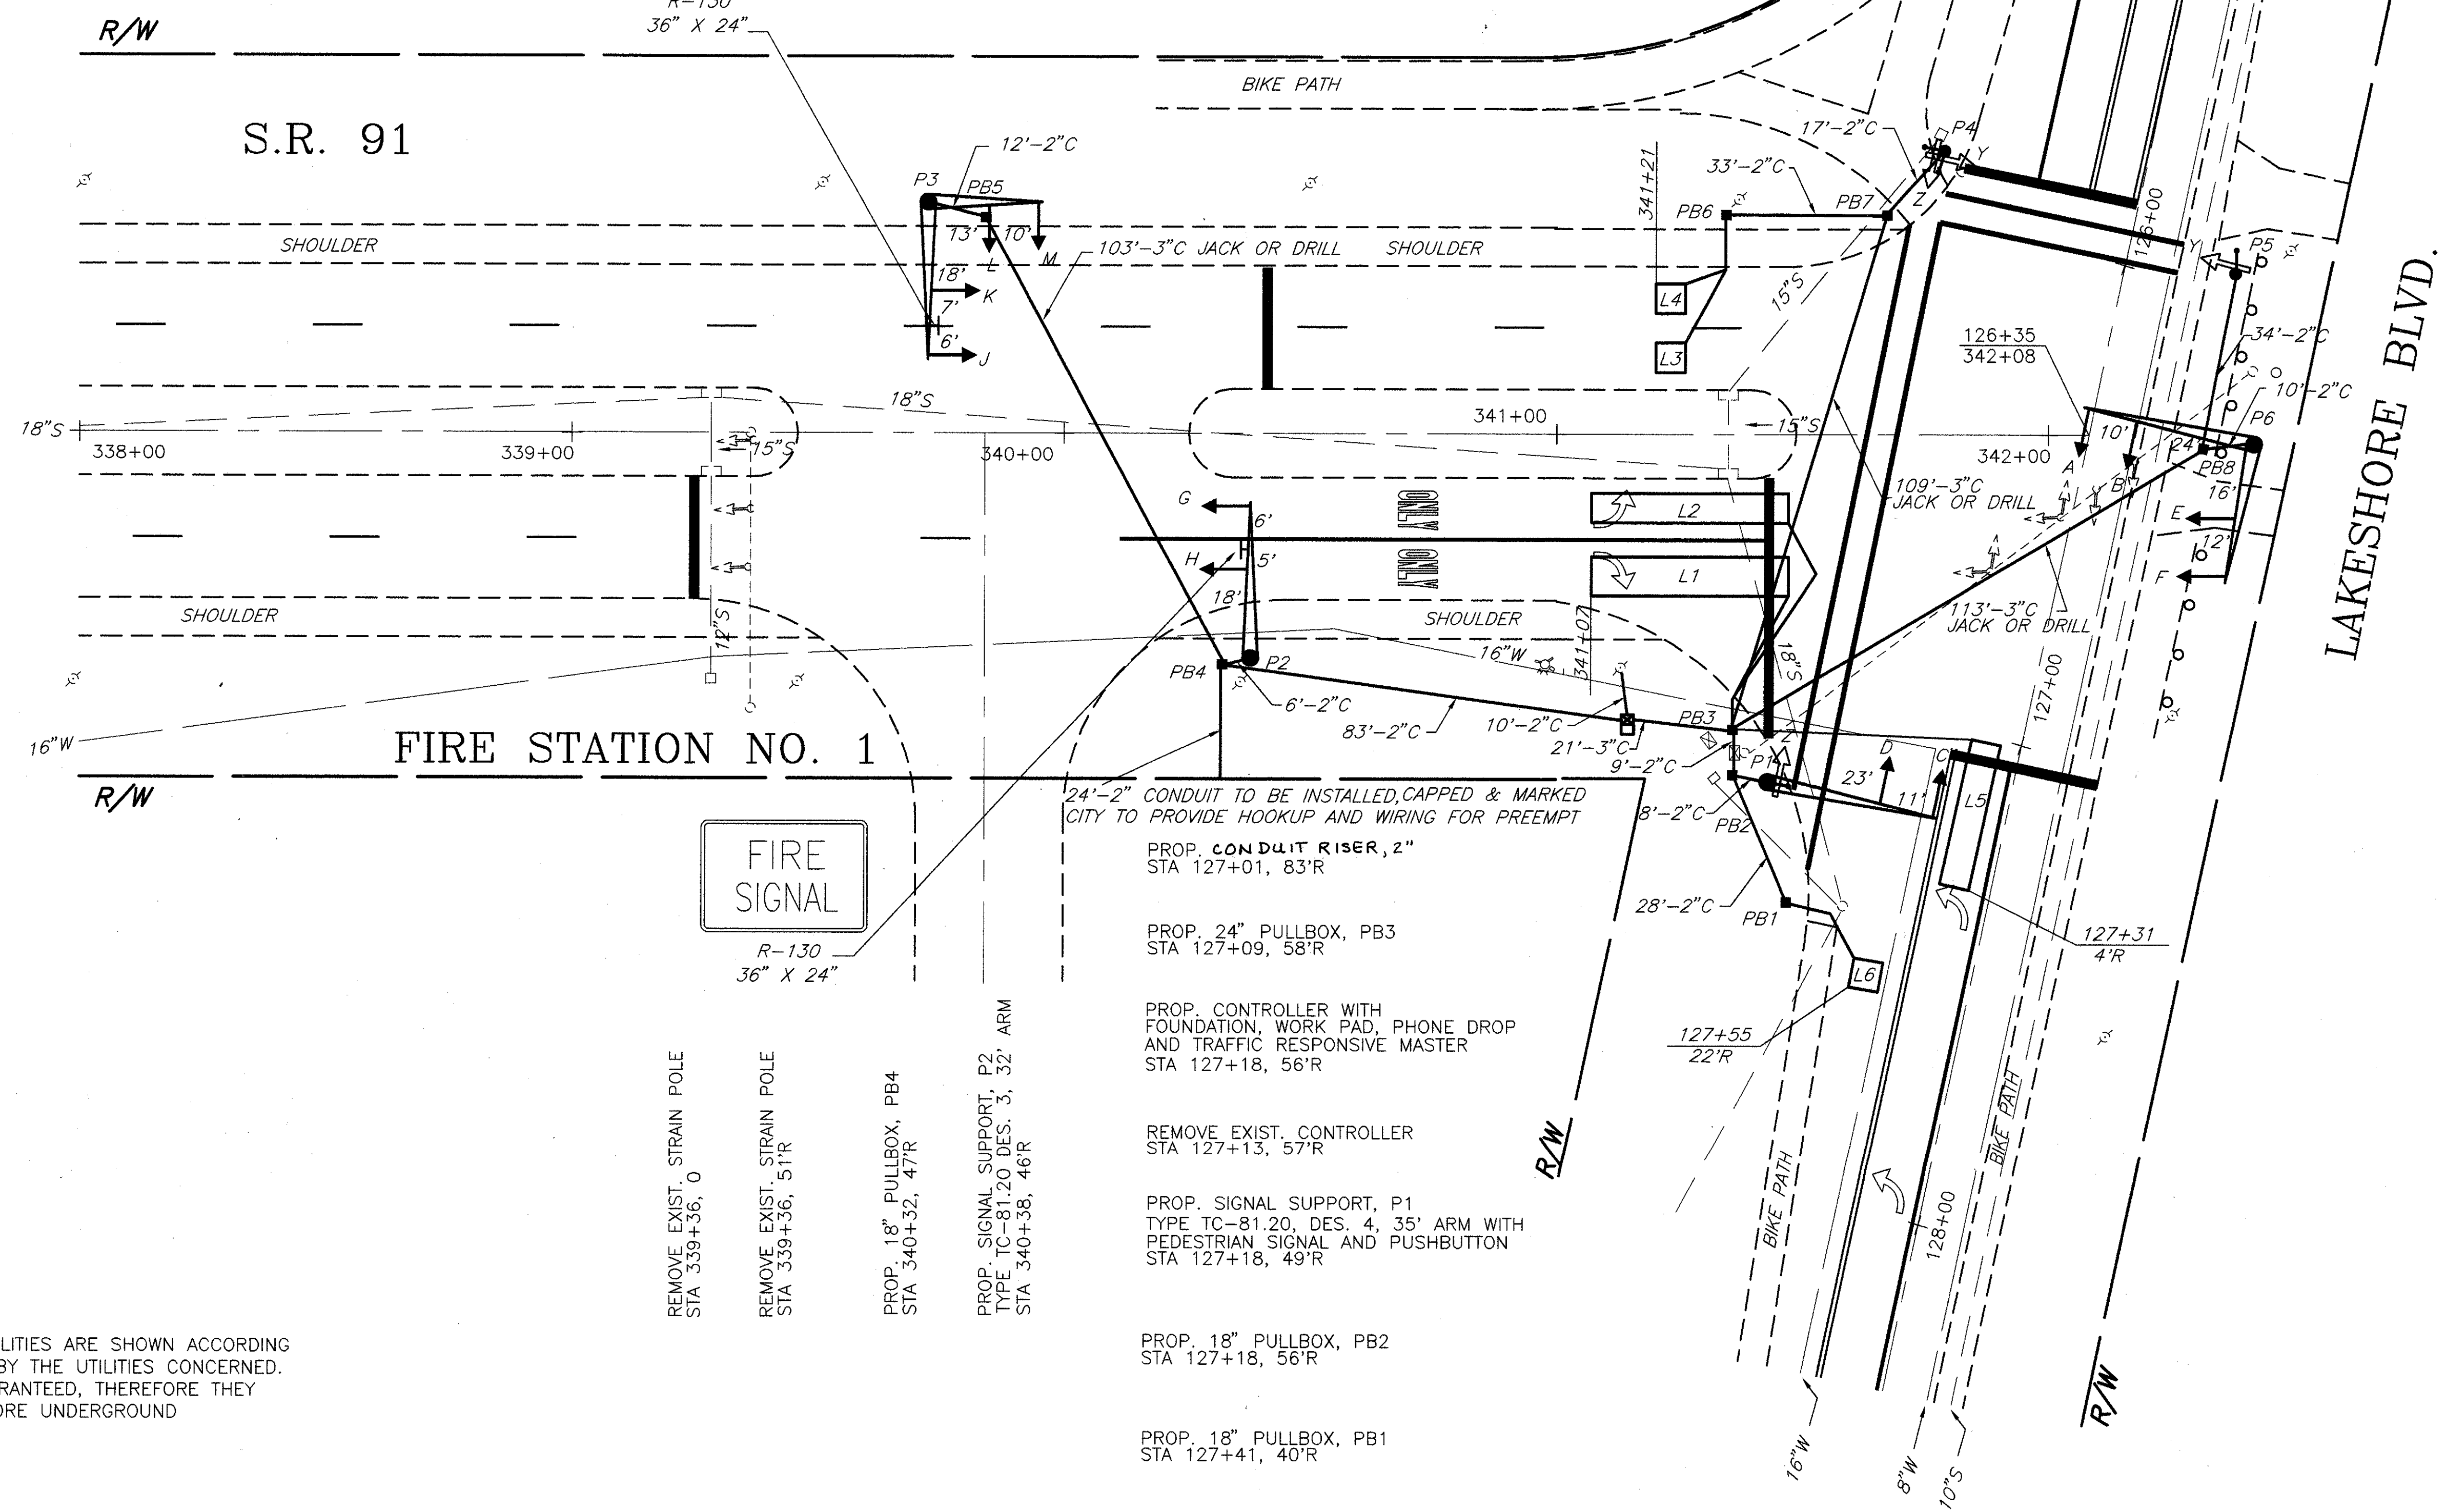 R-130
36" X 24"
R/W
BIKE PATH
S.R. 91
12'-2"C
P3
PB5
13'
10'
L
M
18'
K
7'
6'
J
SHOULDER
103'-3"C JACK OR DRILL
SHOULDER
341+21
17'-2"C
P4
Y
Z
33'-2"C
PB6
PB7
15"S
L4
L3
126+00
Y
P5
34'-2"C
10'-2"C
P6
126+35
342+08
LAKESHORE BLVD.
18"S
18"S
338+00
339+00
15"S
340+00
341+00
15"S
342+00
A
10'
B
24'
PB8
16'
E
12'
F
109'-3"C
JACK OR DRILL
113'-3"C
JACK OR DRILL
G
6'
H
5'
18'
ONLY
ONLY
L2
L1
SHOULDER
SHOULDER
12"S
341+07
16"W
18"S
PB4
P2
6'-2"C
83'-2"C
10'-2"C
21'-3"C
PB3
9'-2"C
P1
Z
8'-2"C
PB2
D
C
23'
11'
L5
127+00
16"W
FIRE STATION NO. 1
R/W
24'-2" CONDUIT TO BE INSTALLED, CAPPED & MARKED
CITY TO PROVIDE HOOKUP AND WIRING FOR PREEMPT
FIRE
SIGNAL
R-130
36" X 24"
28'-2"C
PB1
L6
127+31
4'R
127+55
22'R
PROP. CONDUIT RISER, 2"
STA 127+01, 83'R
PROP. 24" PULLBOX, PB3
STA 127+09, 58'R
PROP. CONTROLLER WITH
FOUNDATION, WORK PAD, PHONE DROP
AND TRAFFIC RESPONSIVE MASTER
STA 127+18, 56'R
REMOVE EXIST. CONTROLLER
STA 127+13, 57'R
PROP. SIGNAL SUPPORT, P1
TYPE TC-81.20, DES. 4, 35' ARM WITH
PEDESTRIAN SIGNAL AND PUSHBUTTON
STA 127+18, 49'R
PROP. 18" PULLBOX, PB2
STA 127+18, 56'R
PROP. 18" PULLBOX, PB1
STA 127+41, 40'R
REMOVE EXIST. STRAIN POLE
STA 339+36, 0
REMOVE EXIST. STRAIN POLE
STA 339+36, 51'R
PROP. 18" PULLBOX, PB4
STA 340+32, 47'R
PROP. SIGNAL SUPPORT, P2
TYPE TC-81.20 DES. 3, 32' ARM
STA 340+38, 46'R
R/W
BIKE PATH
BIKE PATH
128+00
16"W
8"W
10"S
R/W
LITIES ARE SHOWN ACCORDING
BY THE UTILITIES CONCERNED.
RANTEED, THEREFORE THEY
ORE UNDERGROUND